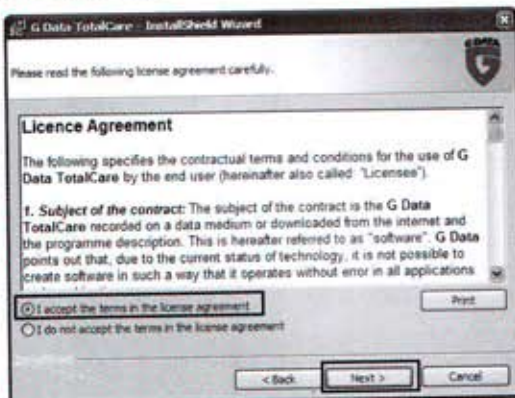 G Data TotalCare - InstallShield Wizard
G DATA
Please read the following license agreement carefully.
Licence Agreement
The following specifies the contractual terms and conditions for the use of G
Data TotalCare by the end user (hereinafter also called: "Licensee").
1. Subject of the contract: The subject of the contract is the G Data
TotalCare recorded on a data medium or downloaded from the internet and
the programme description. This is hereafter referred to as "software". G Data
points out that, due to the current status of technology, it is not possible to
create software in such a way that it operates without error in all applications
I accept the terms in the license agreement
Print
I do not accept the terms in the license agreement
< Back
Next >
Cancel